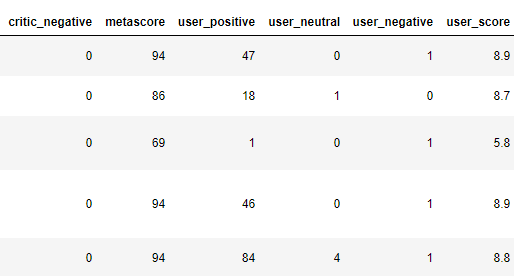 critic_negative metascore user_positive user_neutral user_negative user_score
0 94 47 0 1 8.9
0 86 18 1 0 8.7
0 69 1 0 1 5.8
0 94 46 0 1 8.9
0 94 84 4 1 8.8